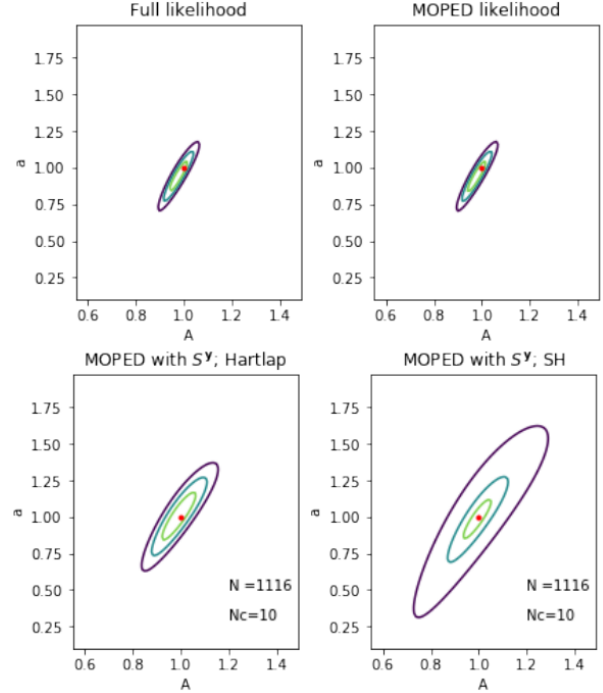 Full likelihood
MOPED likelihood
a
1.75
1.50
1.25
1.00
0.75
0.50
0.25
0.6 0.8 1.0 1.2 1.4
A
a
1.75
1.50
1.25
1.00
0.75
0.50
0.25
0.6 0.8 1.0 1.2 1.4
A
MOPED with S^y; Hartlap
a
1.75
1.50
1.25
1.00
0.75
0.50
0.25
N =1116
Nc=10
0.6 0.8 1.0 1.2 1.4
A
MOPED with S^y; SH
a
1.75
1.50
1.25
1.00
0.75
0.50
0.25
N =1116
Nc=10
0.6 0.8 1.0 1.2 1.4
A